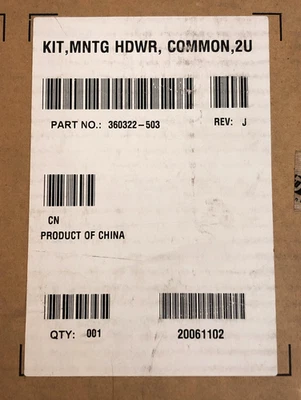 KIT,MNTG HDWR, COMMON,2U
PART NO.: 360322-503 REV: J
CN
PRODUCT OF CHINA
QTY: 001 20061102